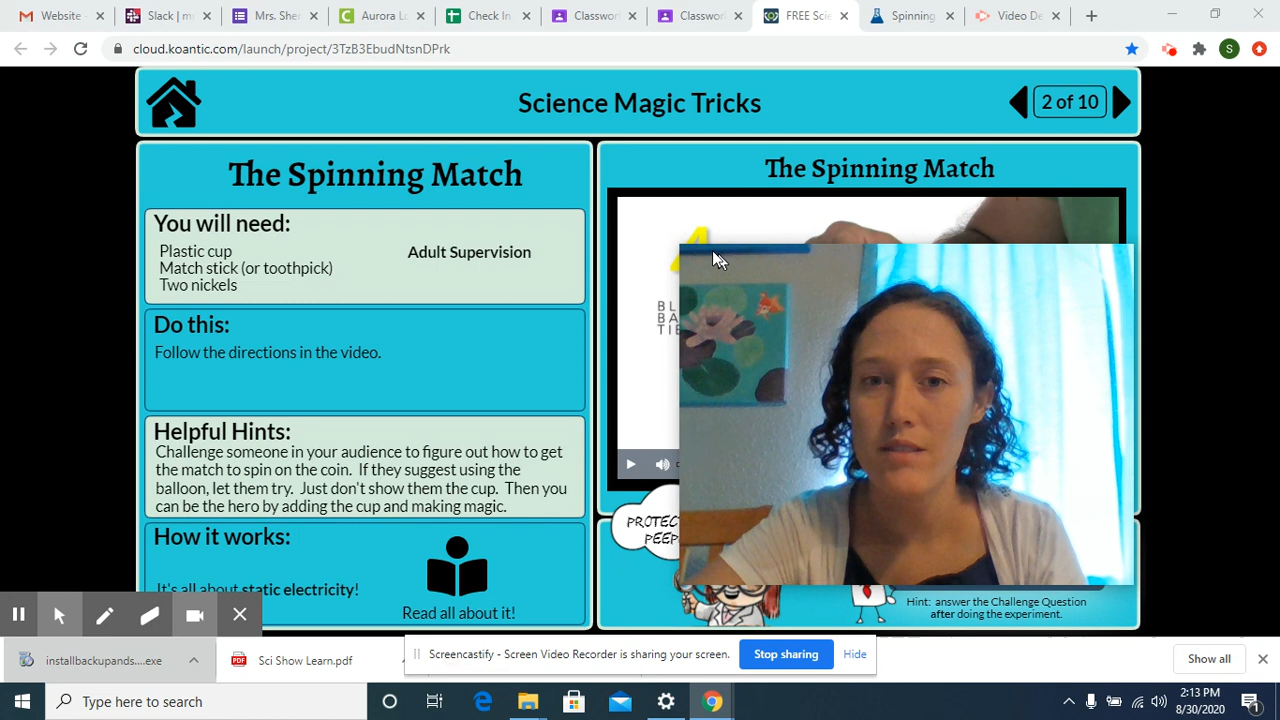 Website -
Slack |
Mrs. She
Aurora
Check In
Classwor
Classwor
FREE Scie
Spinning
Video De
cloud.koantic.com/launch/project/3TzB3EbudNtsnDPrk
S
Science Magic Tricks
2 of 10
The Spinning Match
You will need:
Plastic cup
Adult Supervision
Match stick (or toothpick)
Two nickels
Do this:
Follow the directions in the video.
Helpful Hints:
Challenge someone in your audience to figure out how to get
the match to spin on the coin. If they suggest using the
balloon, let them try. Just don't show them the cup. Then you
can be the hero by adding the cup and making magic.
How it works:
It's all about static electricity!
Read all about it!
The Spinning Match
4
BL
BA
TIE
PROTEC
PEEP
Hint: answer the Challenge Question
after doing the experiment.
Screencastify - Screen Video Recorder is sharing your screen.
Stop sharing
Hide
Sci Show Learn.pdf
Show all
Type here to search
2:13 PM
8/30/2020